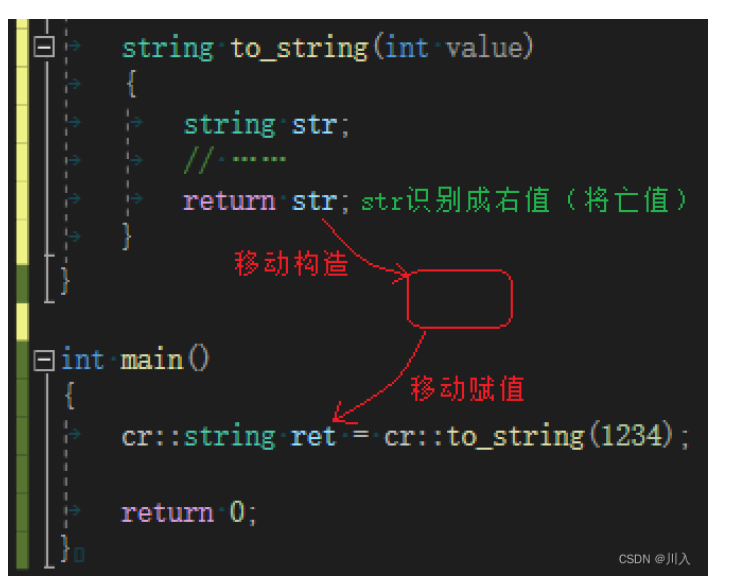 string to_string(int value)
{
string str;
// ……
return str; str识别成右值（将亡值）
}
移动构造
}
int main()
{
移动赋值
cr::string ret = cr::to_string(1234);
return 0;
}
CSDN @川入